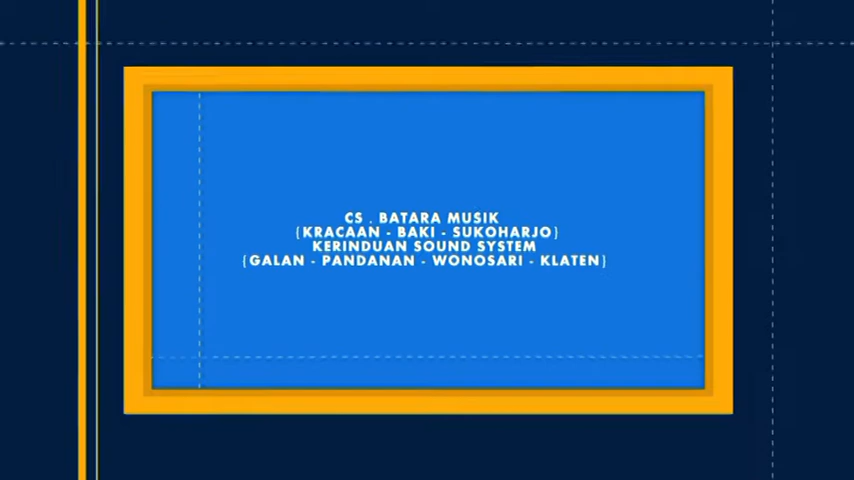 CS . BATARA MUSIK
(KRACAAN - BAKI - SUKOHARJO)
KERINDUAN SOUND SYSTEM
(GALAN - PANDANAN - WONOSARI - KLATEN)